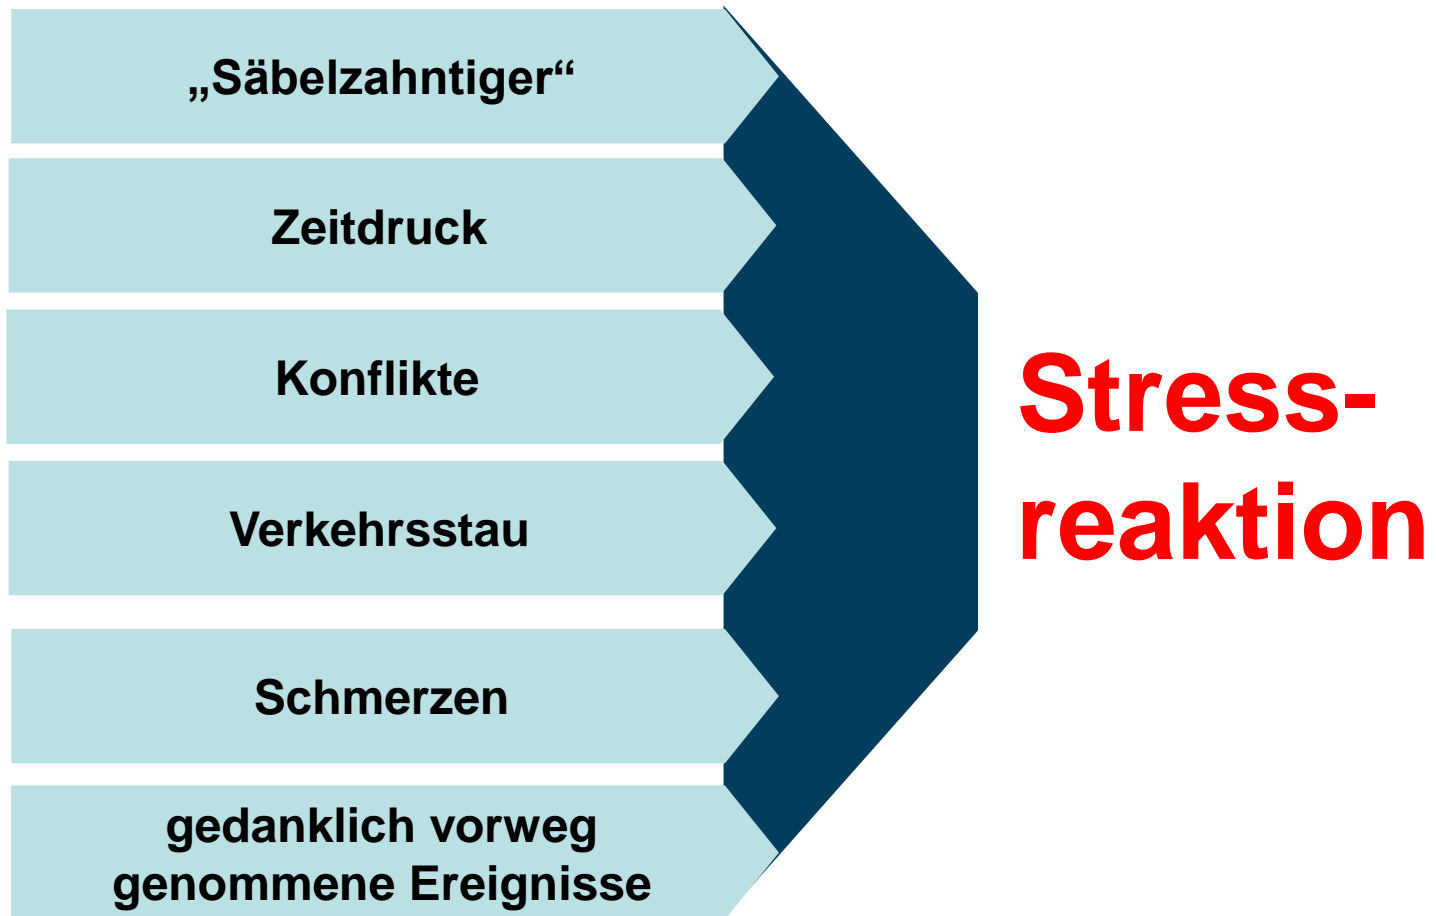 „Säbelzahntiger“
Zeitdruck
Konflikte
Verkehrsstau
Schmerzen
gedanklich vorweg
genommene Ereignisse
Stress-
reaktion